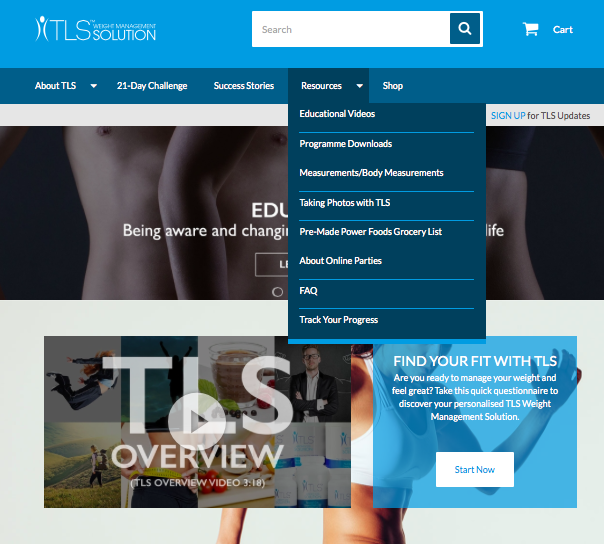 TLS™ WEIGHT MANAGEMENT
SOLUTION
Search
Cart
About TLS
21-Day Challenge
Success Stories
Resources
Shop
Educational Videos
Programme Downloads
Measurements/Body Measurements
Taking Photos with TLS
Pre-Made Power Foods Grocery List
About Online Parties
FAQ
Track Your Progress
SIGN UP for TLS Updates
EDU
Being aware and changin
life
LE
TLS
OVERVIEW
(TLS OVERVIEW VIDEO 3:18)
FIND YOUR FIT WITH TLS
Are you ready to manage your weight and
feel great? Take this quick questionnaire to
discover your personalised TLS Weight
Management Solution.
Start Now